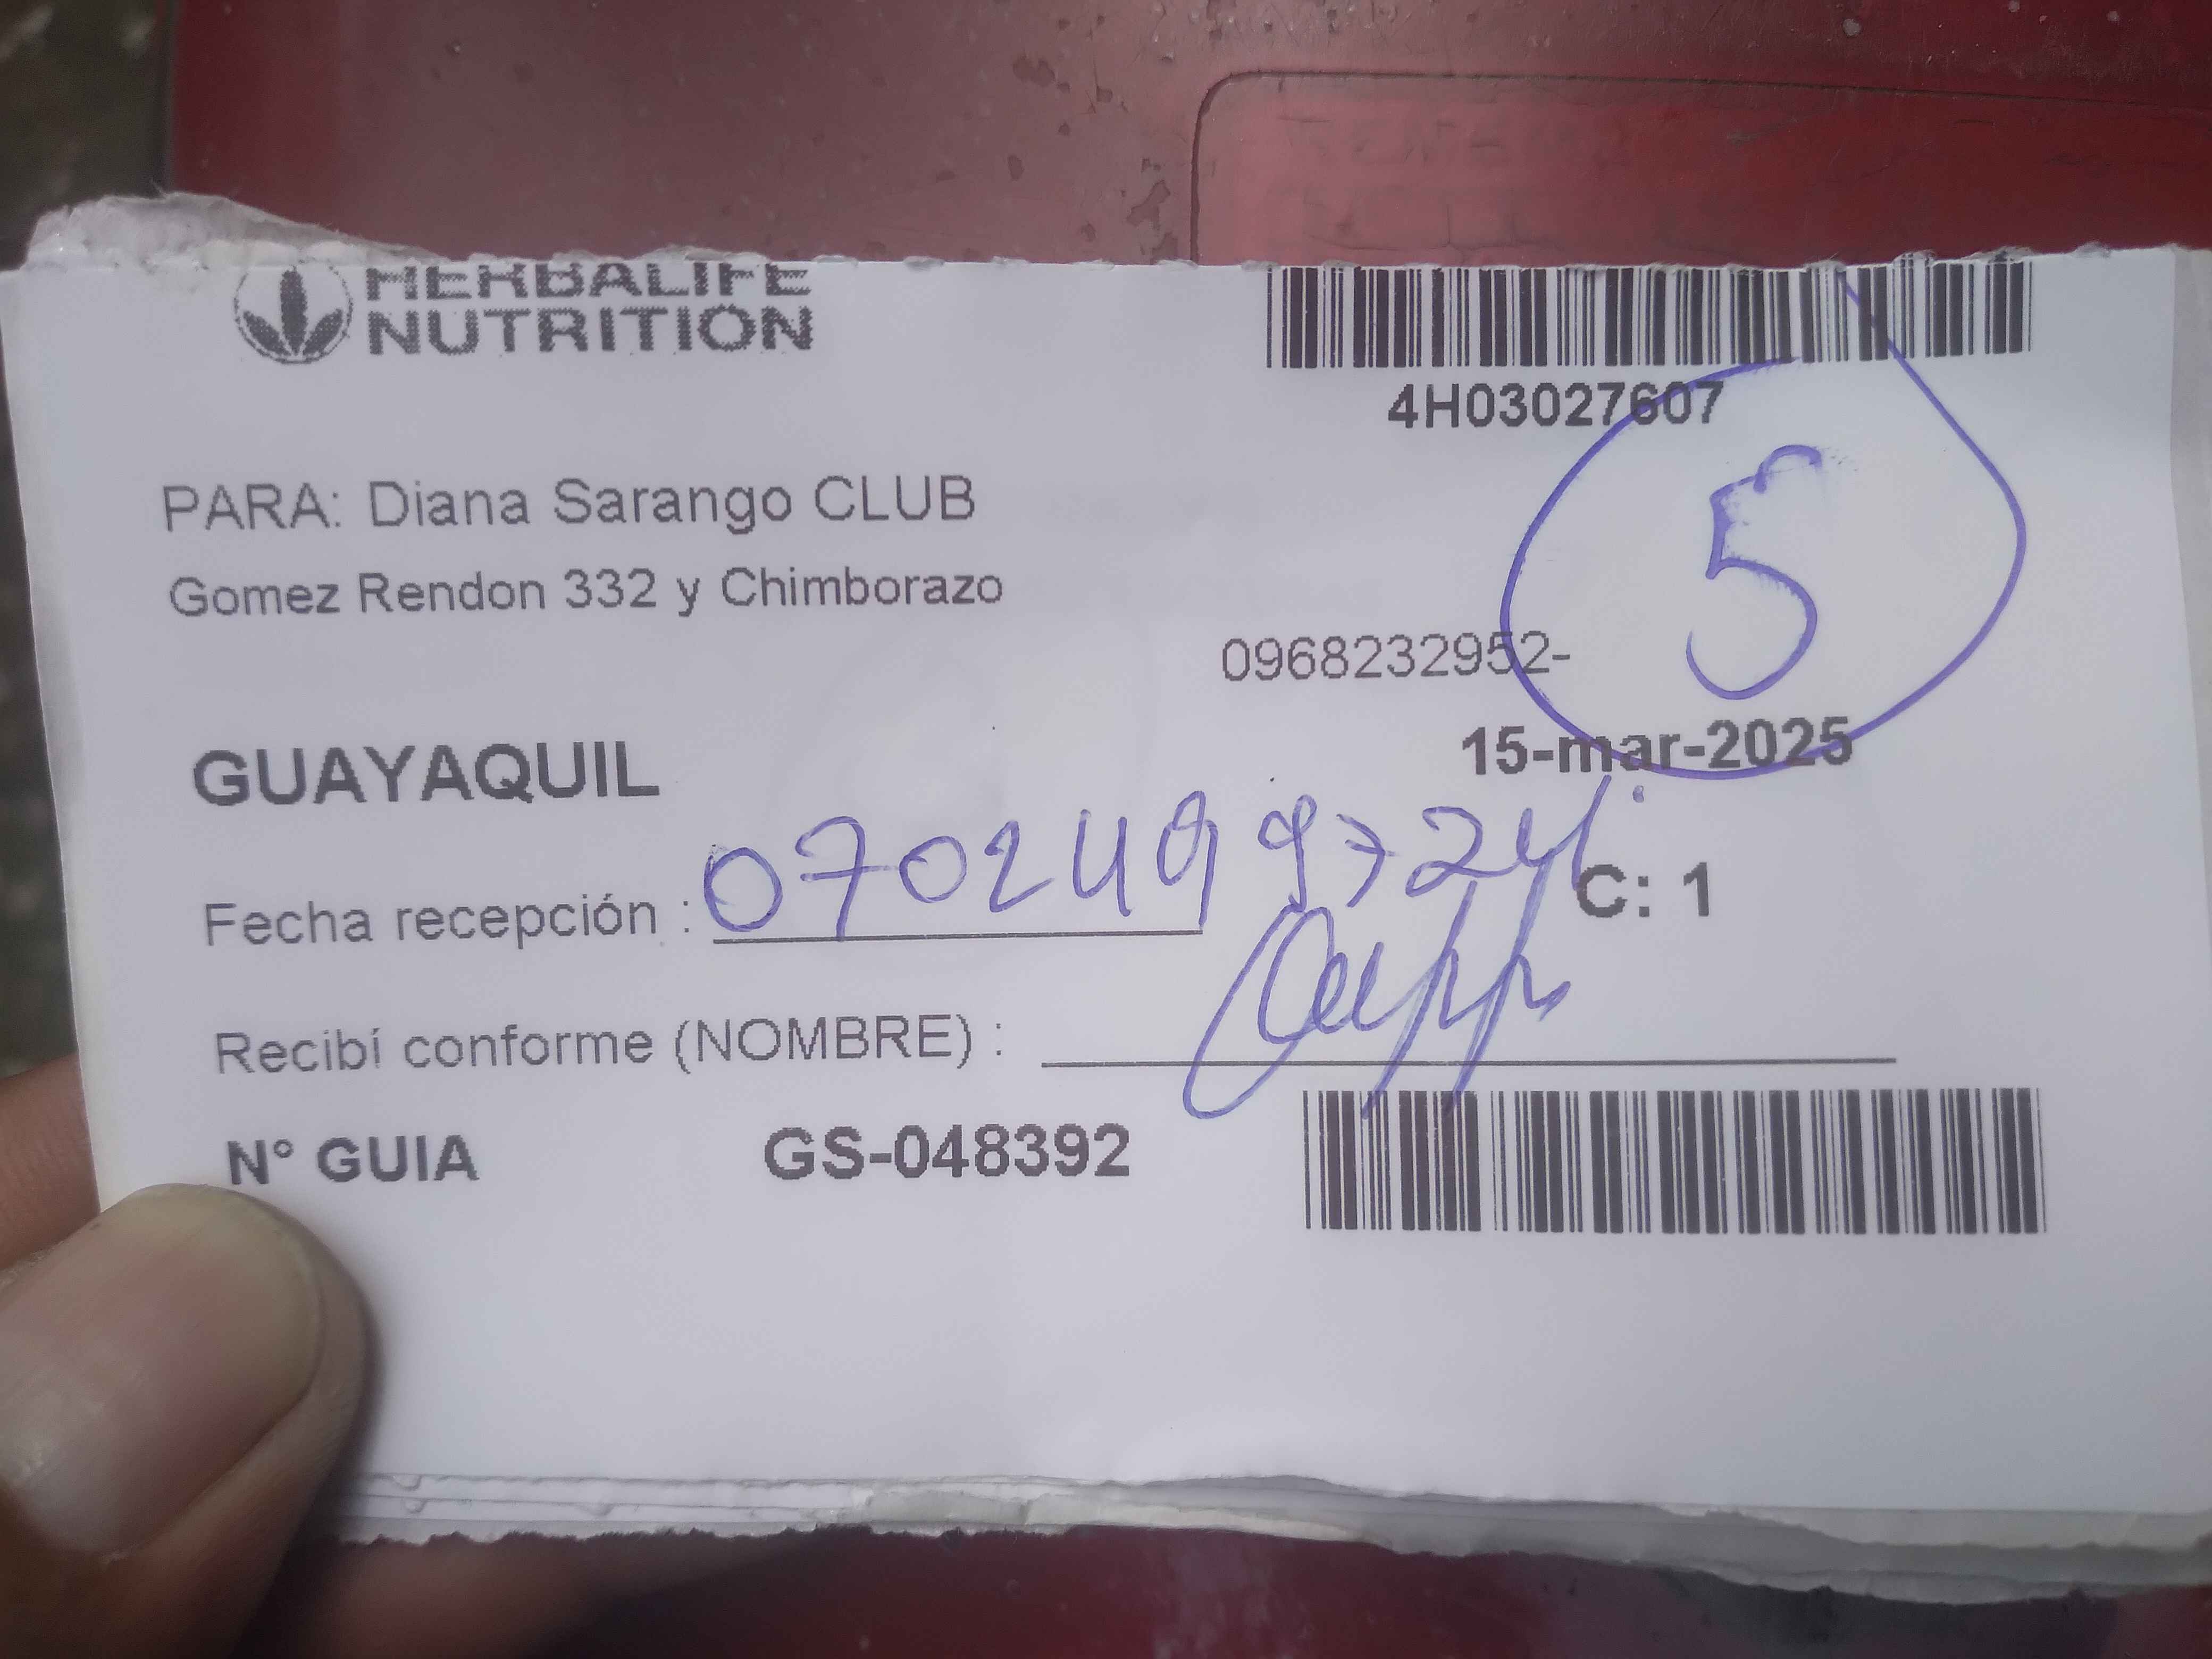 HERBALIFE
NUTRITION
4H03027607
5
PARA: Diana Sarango CLUB
Gomez Rendon 332 y Chimborazo
0968232952-
GUAYAQUIL
15-mar-2025
Fecha recepción : 0702499724
C: 1
Recibí conforme (NOMBRE) :
N° GUIA GS-048392